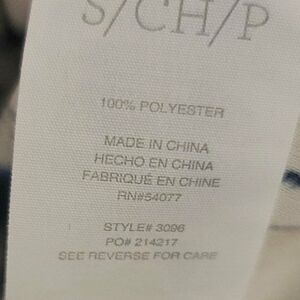 S/CH/P
100% POLYESTER
MADE IN CHINA
HECHO EN CHINA
FABRIQUÉ EN CHINE
RN#54077
STYLE# 3096
PO# 214217
SEE REVERSE FOR CARE